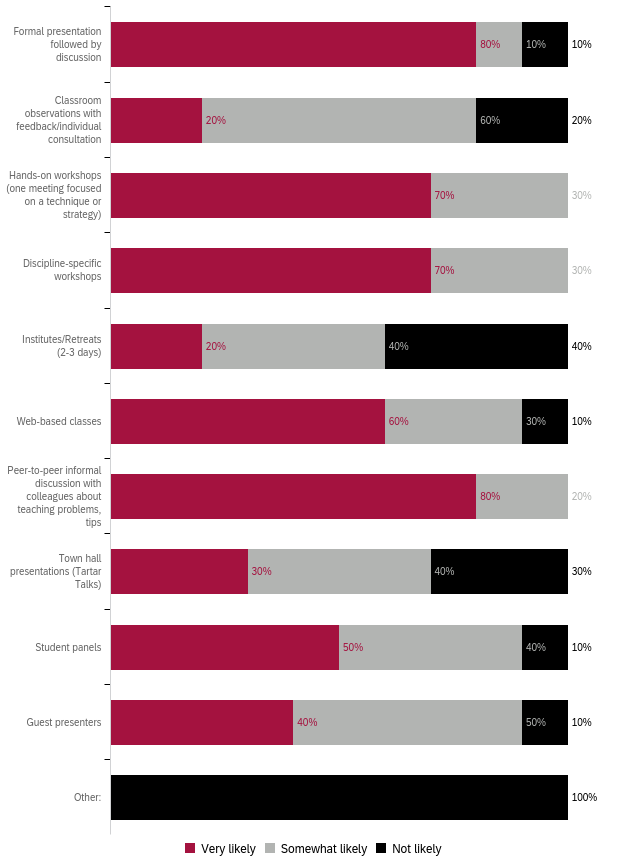 Formal presentation
followed by
discussion
80% 10% 10%
Classroom
observations with
feedback/individual
consultation
20% 60% 20%
Hands-on workshops
(one meeting focused
on a technique or
strategy)
70% 30%
Discipline-specific
workshops
70% 30%
Institutes/Retreats
(2-3 days)
20% 40% 40%
Web-based classes
60% 30% 10%
Peer-to-peer informal
discussion with
colleagues about
teaching problems,
tips
80% 20%
Town hall
presentations (Tartar
Talks)
30% 40% 30%
Student panels
50% 40% 10%
Guest presenters
40% 50% 10%
Other:
100%
Very likely Somewhat likely Not likely